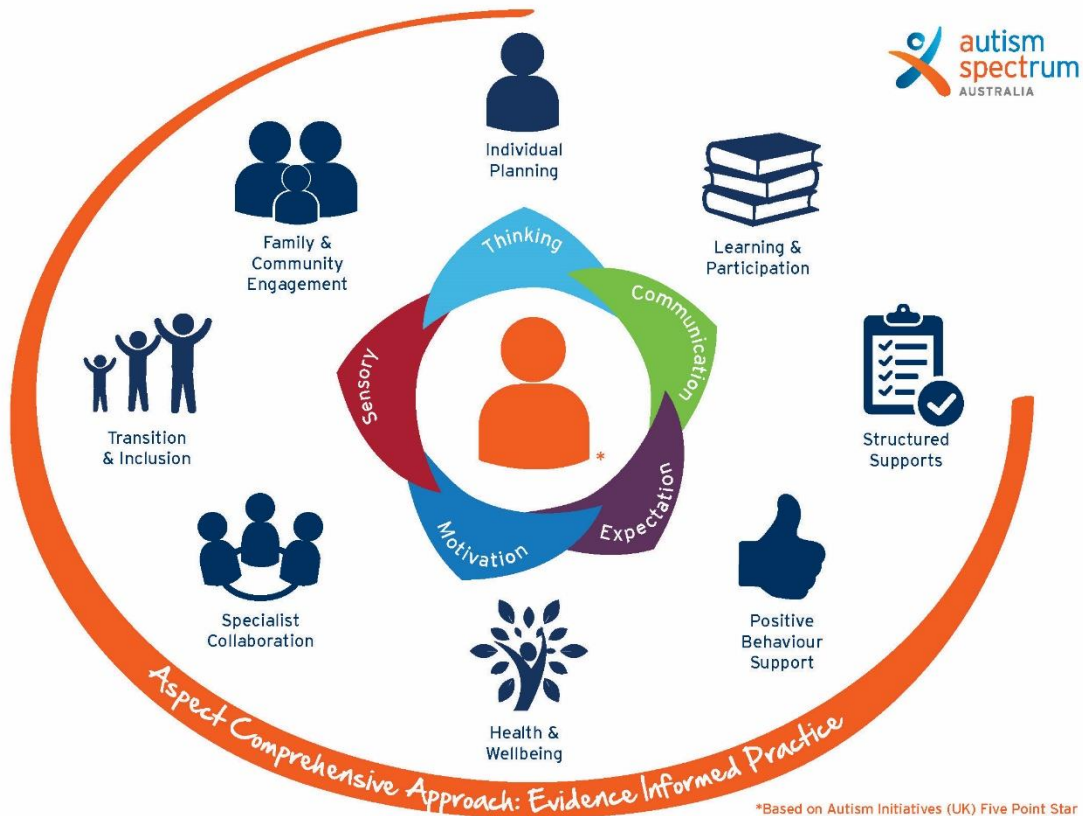 autism
spectrum
AUSTRALIA
Individual
Planning
Learning &
Participation
Structured
Supports
Positive
Behaviour
Support
Health &
Wellbeing
Specialist
Collaboration
Transition
& Inclusion
Family &
Community
Engagement
Thinking
Communication
Expectation
Motivation
Sensory
*
Aspect Comprehensive Approach: Evidence Informed Practice
*Based on Autism Initiatives (UK) Five Point Star